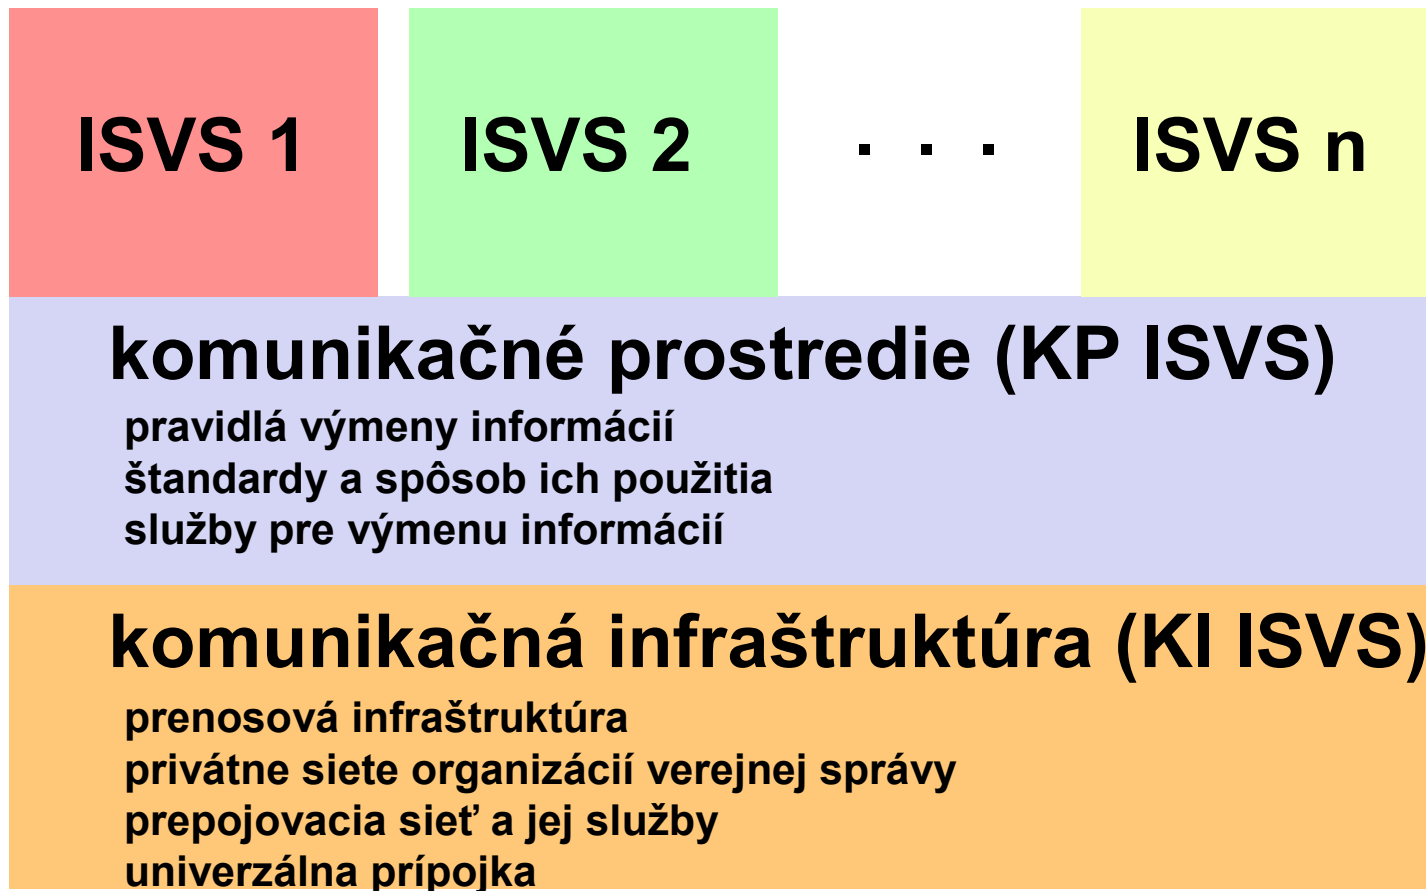 ISVS 1 ISVS 2 . . . ISVS n
komunikačné prostredie (KP ISVS)
pravidlá výmeny informácií
štandardy a spôsob ich použitia
služby pre výmenu informácií
komunikačná infraštruktúra (KI ISVS)
prenosová infraštruktúra
privátne siete organizácií verejnej správy
prepojovacia sieť a jej služby
univerzálna prípojka